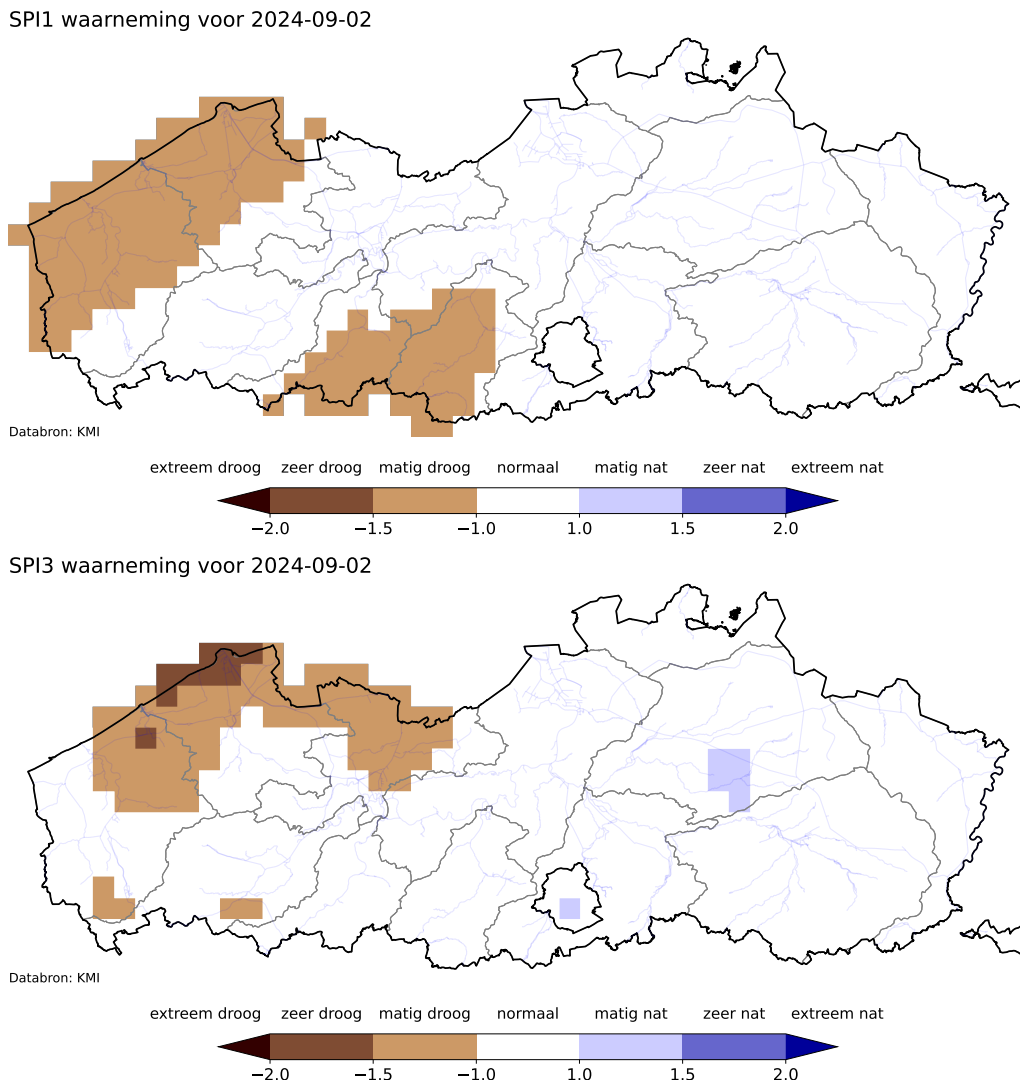 SPI1 waarneming voor 2024-09-02
Databron: KMI
extreem droog zeer droog matig droog normaal matig nat zeer nat extreem nat
−2.0 −1.5 −1.0 1.0 1.5 2.0
SPI3 waarneming voor 2024-09-02
Databron: KMI
extreem droog zeer droog matig droog normaal matig nat zeer nat extreem nat
−2.0 −1.5 −1.0 1.0 1.5 2.0